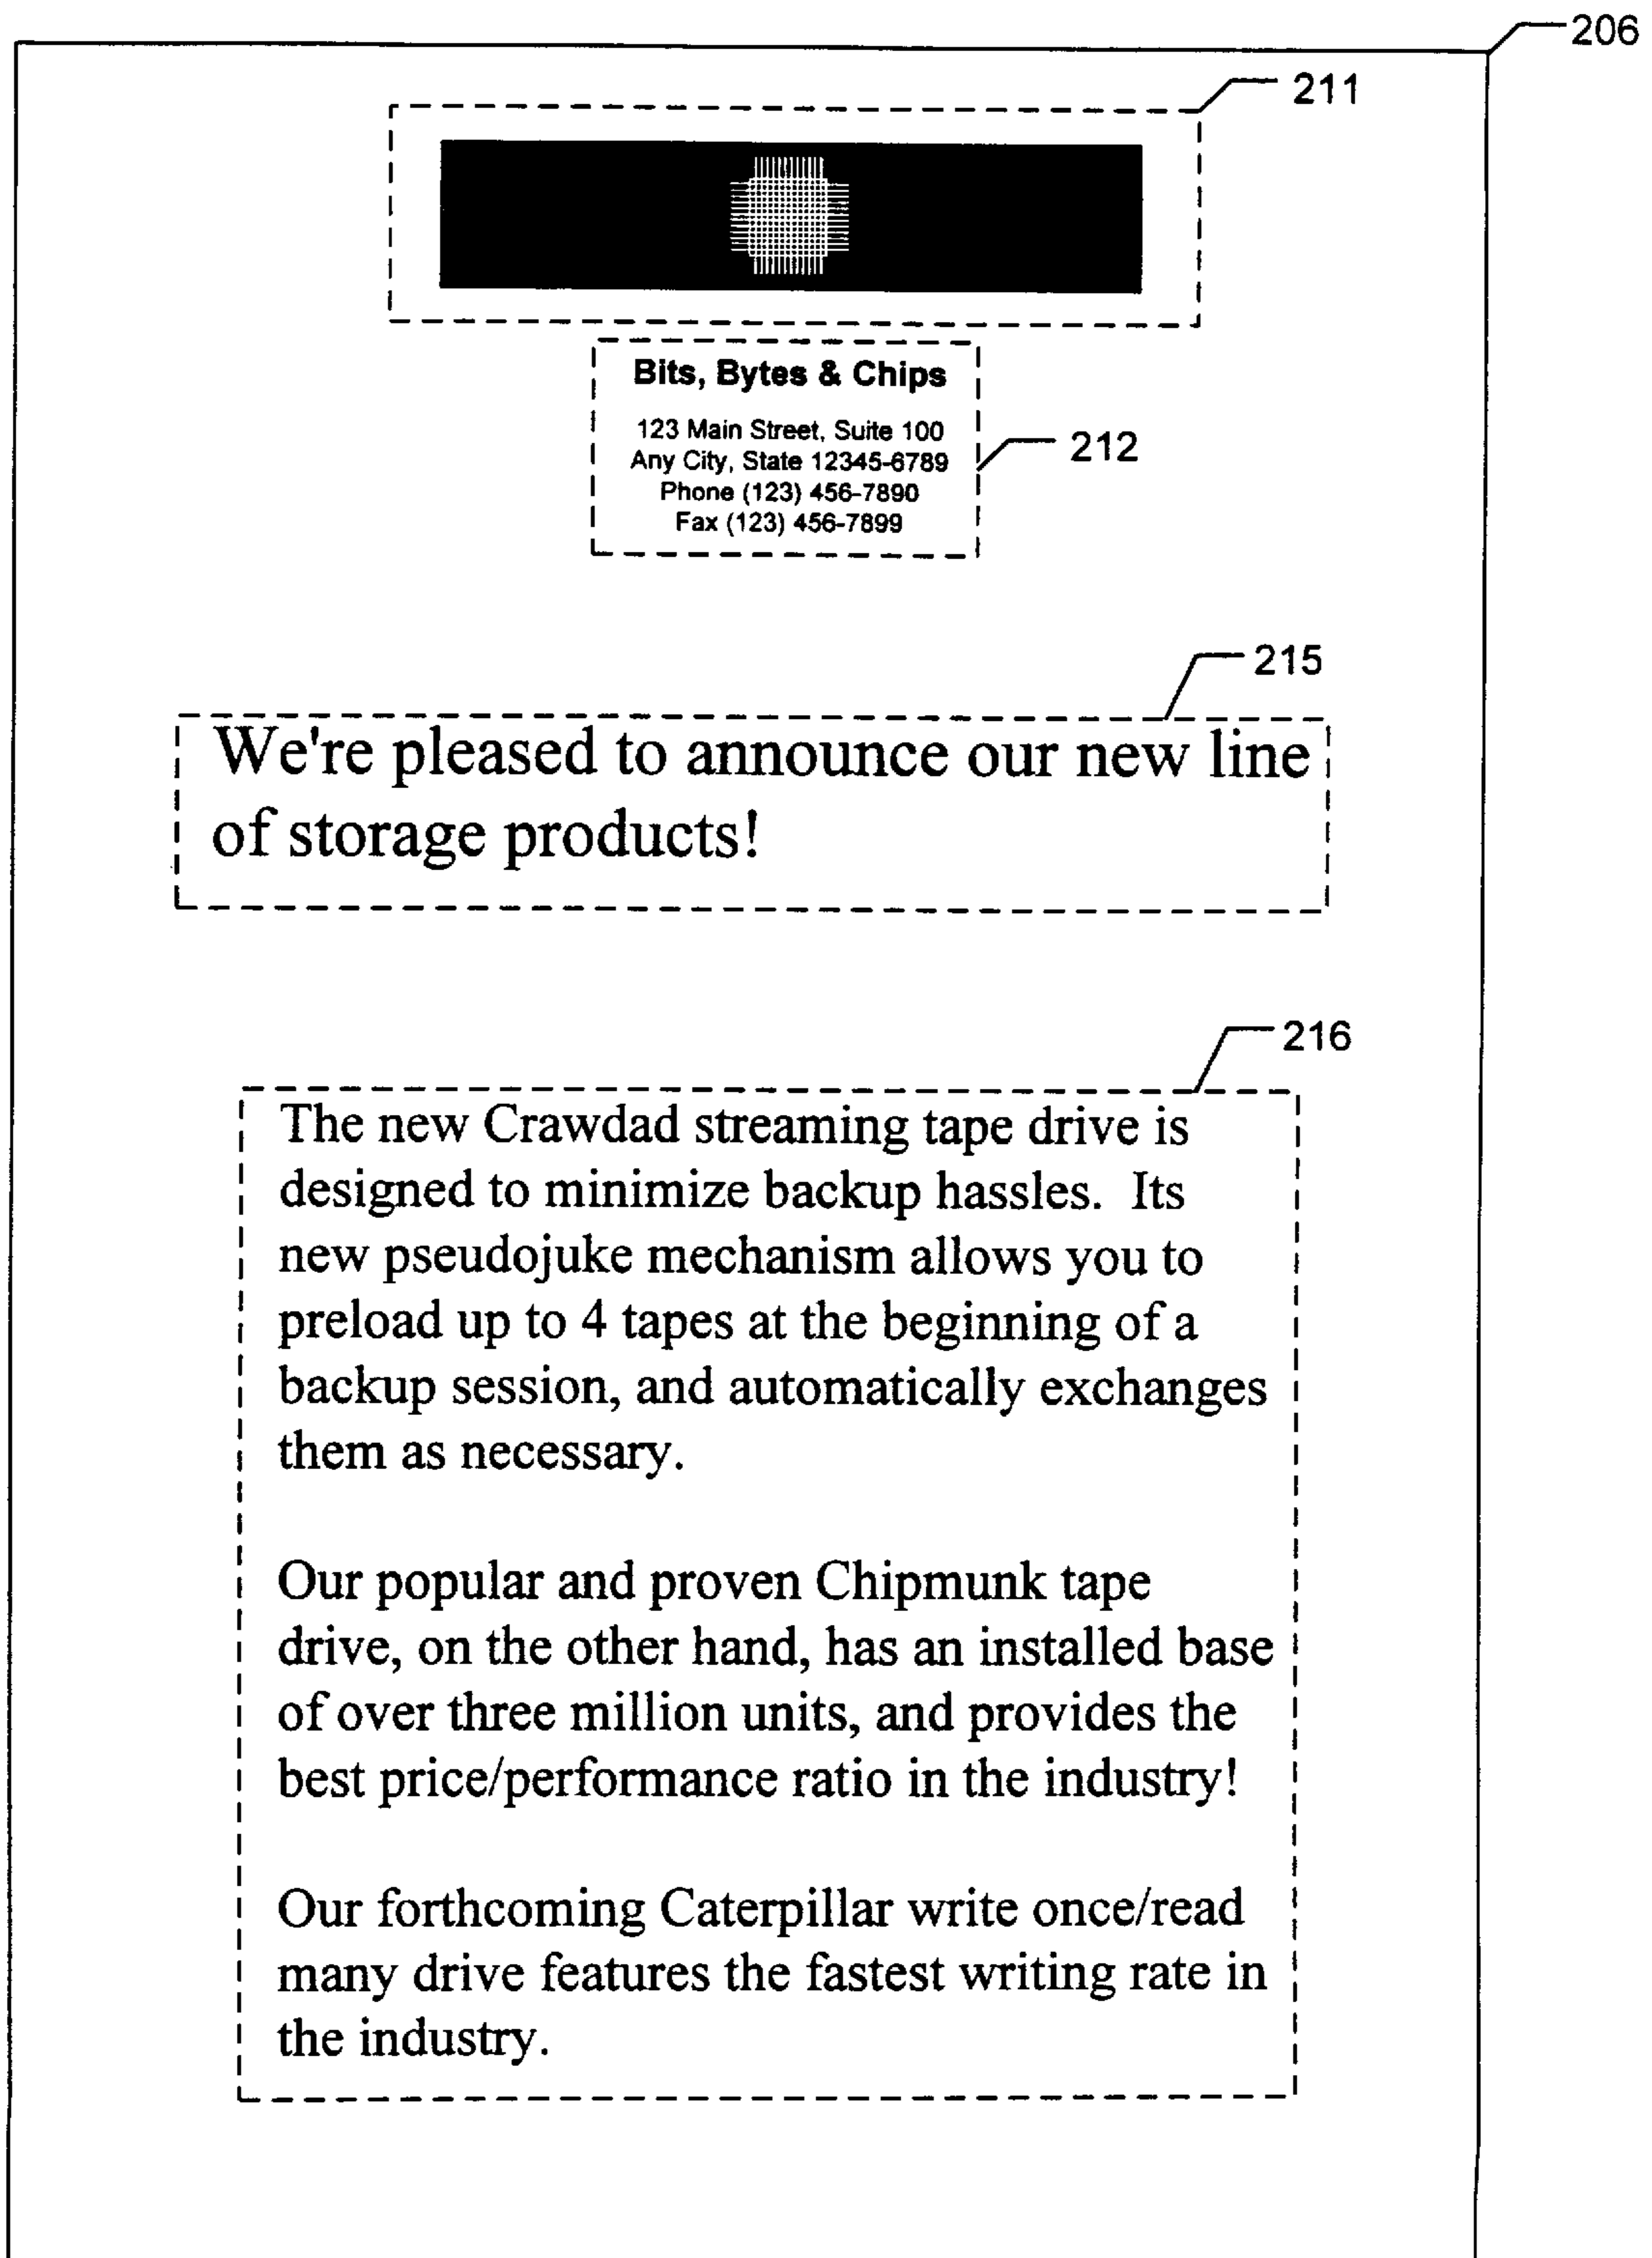 206
211
Bits, Bytes & Chips
123 Main Street, Suite 100
Any City, State 12345-6789
212
Phone (123) 456-7890
Fax (123) 456-7899
215
We're pleased to announce our new line
of storage products!
216
The new Crawdad streaming tape drive is
designed to minimize backup hassles.  Its
new pseudojuke mechanism allows you to
preload up to 4 tapes at the beginning of a
backup session, and automatically exchanges
them as necessary.
Our popular and proven Chipmunk tape
drive, on the other hand, has an installed base
of over three million units, and provides the
best price/performance ratio in the industry!
Our forthcoming Caterpillar write once/read
many drive features the fastest writing rate in
the industry.